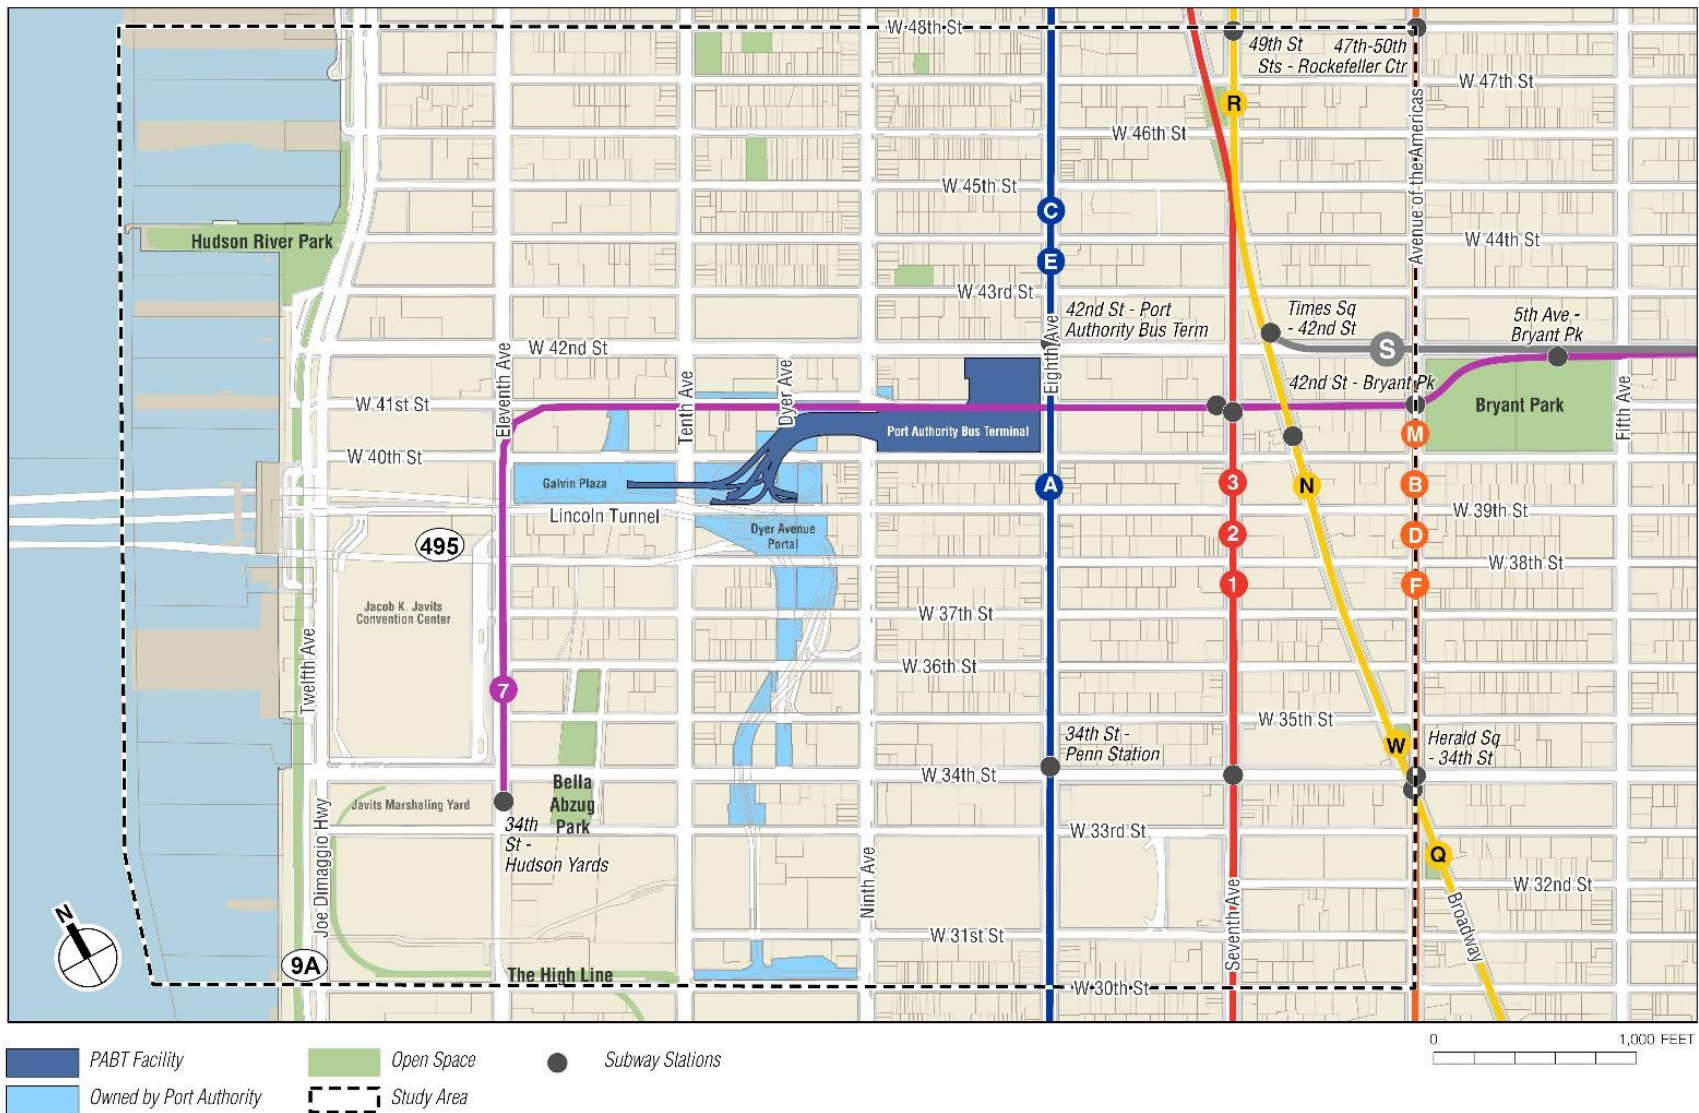 W 48th St
49th St
47th-50th
Sts - Rockefeller Ctr
W 47th St
R
W 46th St
Avenue of the Americas
W 45th St
C
Hudson River Park
W 44th St
E
W 43rd St
42nd St - Port
Authority Bus Term
Times Sq
- 42nd St
5th Ave -
Bryant Pk
Eighth Ave
W 42nd St
S
Eleventh Ave
Tenth Ave
Dyer Ave
42nd St - Bryant Pk
Fifth Ave
W 41st St
Bryant Park
Port Authority Bus Terminal
M
W 40th St
Galvin Plaza
A
3
N
B
Lincoln Tunnel
W 39th St
Dyer Avenue
Portal
495
2
D
W 38th St
1
F
Jacob K. Javits
Convention Center
W 37th St
Twelfth Ave
W 36th St
7
W 35th St
34th St -
Penn Station
W
Herald Sq
- 34th St
W 34th St
Bella
Abzug
Park
Javits Marshaling Yard
34th
St -
Hudson Yards
W 33rd St
Joe Dimaggio Hwy
Ninth Ave
Q
W 32nd St
N
Seventh Ave
Broadway
W 31st St
9A
The High Line
W 30th St
0 1,000 FEET
PABT Facility
Open Space
Subway Stations
Owned by Port Authority
Study Area